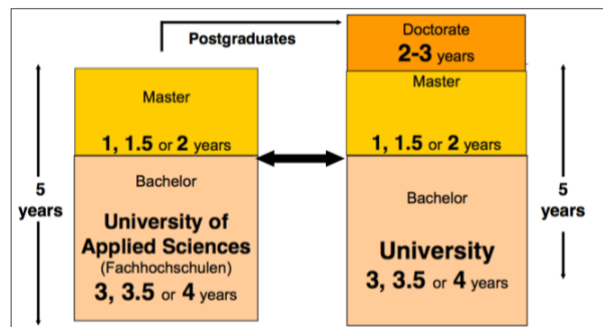 Postgraduates
Doctorate
2-3 years
Master
1, 1.5 or 2 years
Master
1, 1.5 or 2 years
5
years
Bachelor
University of
Applied Sciences
(Fachhochschulen)
3, 3.5 or 4 years
Bachelor
University
3, 3.5 or 4 years
5
years